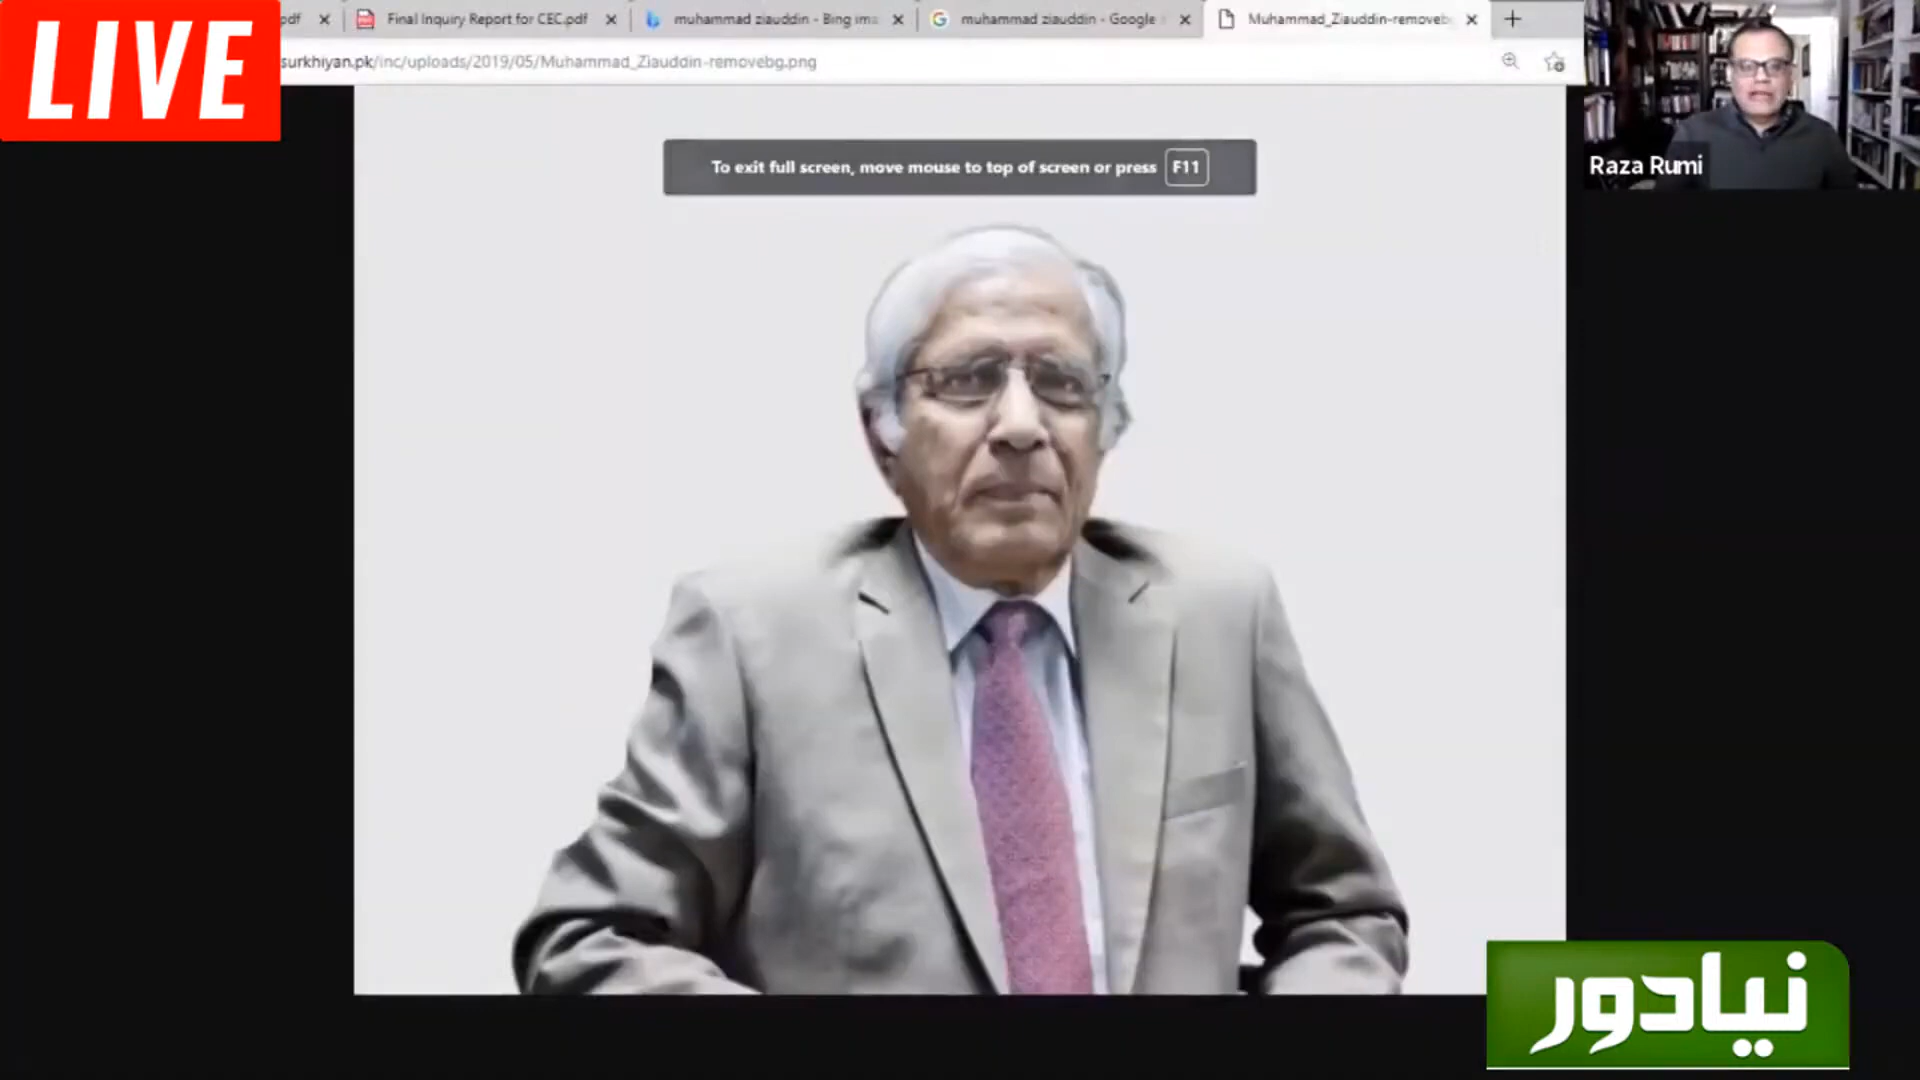 LIVE
pdf
Final Inquiry Report for CEC.pdf
muhammad ziauddin - Bing ima
muhammad ziauddin - Google
Muhammad_Ziauddin-removeb
surkhiyan.pk/inc/uploads/2019/05/Muhammad_Ziauddin-removebg.png
To exit full screen, move mouse to top of screen or press F11
Raza Rumi
نیادور